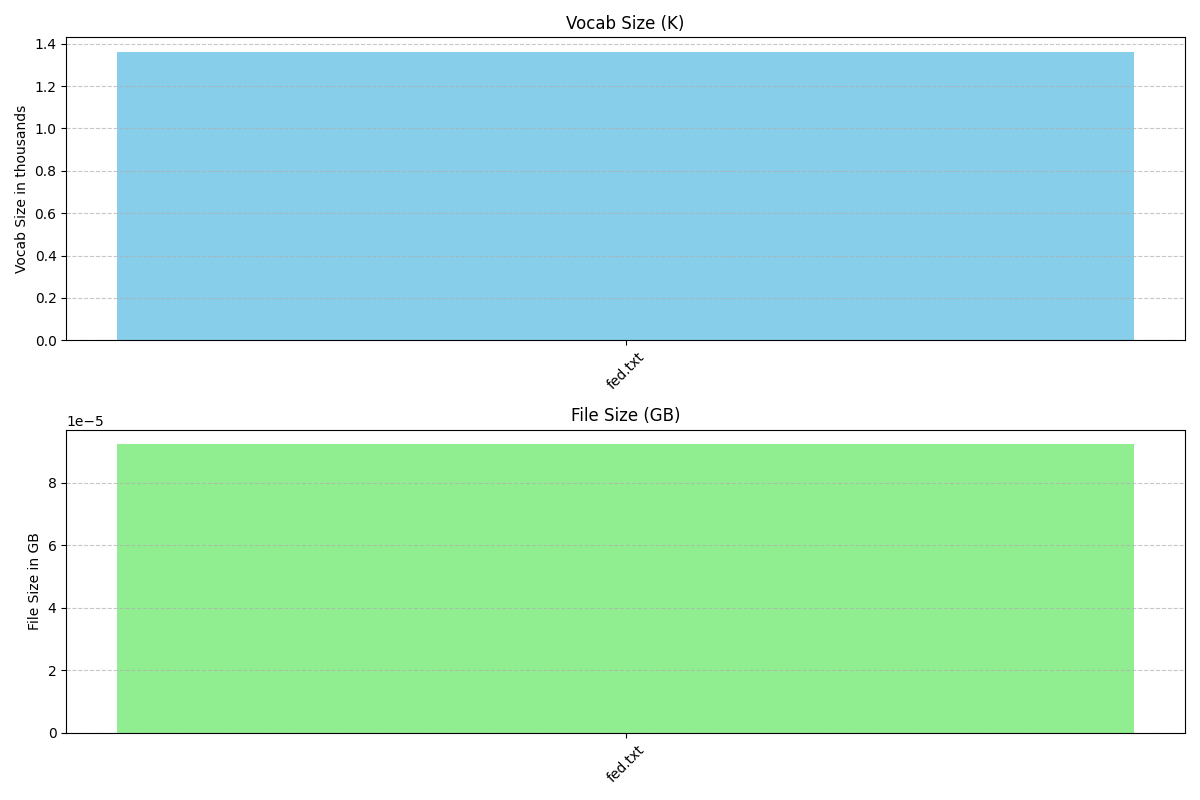 Vocab Size (K)
Vocab Size in thousands
1.4
1.2
1.0
0.8
0.6
0.4
0.2
0.0
fed.txt
File Size (GB)
1e−5
File Size in GB
8
6
4
2
0
fed.txt